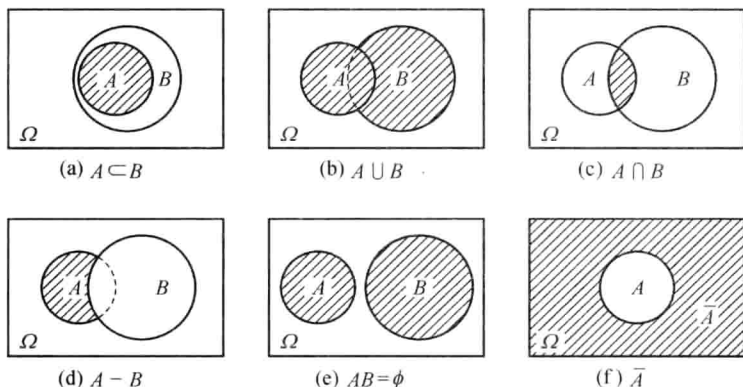 A B
Ω
(a) A⊂B
A B
Ω
(b) A∪B
A B
Ω
(c) A∩B
A B
Ω
(d) A − B
A B
Ω
(e) AB=ϕ
A
A̅
Ω
(f) A̅